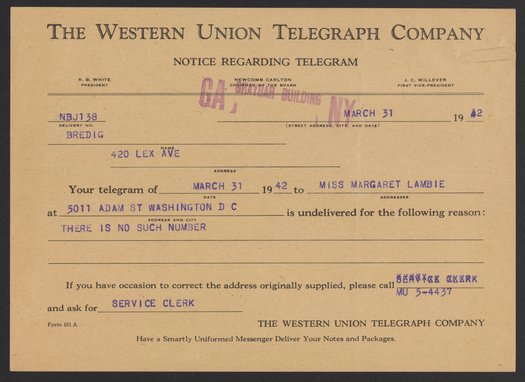 THE WESTERN UNION TELEGRAPH COMPANY
NOTICE REGARDING TELEGRAM
R. B. WHITE NEWCOMB CARLTON J. C. WILLEVER
PRESIDENT CHAIRMAN OF THE BOARD FIRST VICE-PRESIDENT
GA GRAYBAR BUILDING NY
NBJ138 MARCH 31 1942
DELIVERY NO. (STREET ADDRESS, CITY, AND DATE)
BREDIG
NAME
420 LEX AVE
ADDRESS
Your telegram of MARCH 31 1942 to MISS MARGARET LAMBIE
DATE ADDRESSEE
at 5011 ADAM ST WASHINGTON D C is undelivered for the following reason:
ADDRESS AND CITY
THERE IS NO SUCH NUMBER
If you have occasion to correct the address originally supplied, please call SERVICE CLERK
MU 5-4437
and ask for SERVICE CLERK
Form 101 A THE WESTERN UNION TELEGRAPH COMPANY
Have a Smartly Uniformed Messenger Deliver Your Notes and Packages.